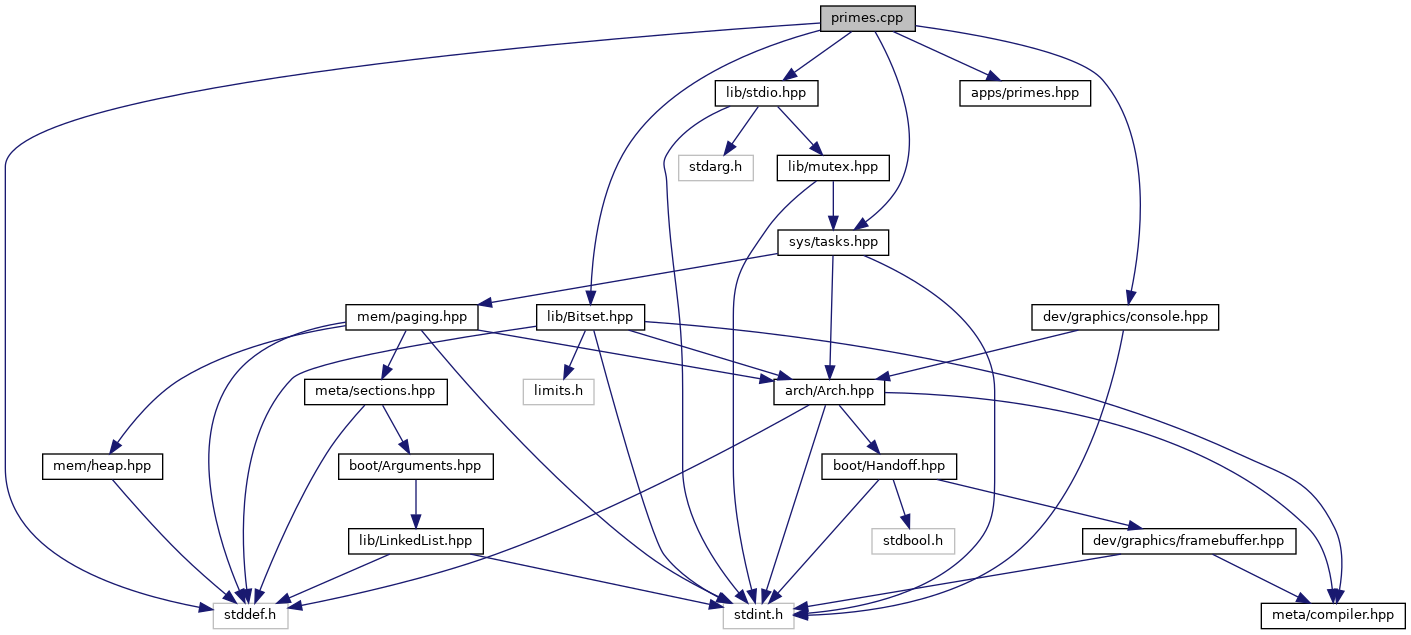 primes.cpp
lib/stdio.hpp
apps/primes.hpp
stdarg.h
lib/mutex.hpp
sys/tasks.hpp
mem/paging.hpp
lib/Bitset.hpp
dev/graphics/console.hpp
meta/sections.hpp
limits.h
arch/Arch.hpp
mem/heap.hpp
boot/Arguments.hpp
boot/Handoff.hpp
lib/LinkedList.hpp
stdbool.h
dev/graphics/framebuffer.hpp
stddef.h
stdint.h
meta/compiler.hpp